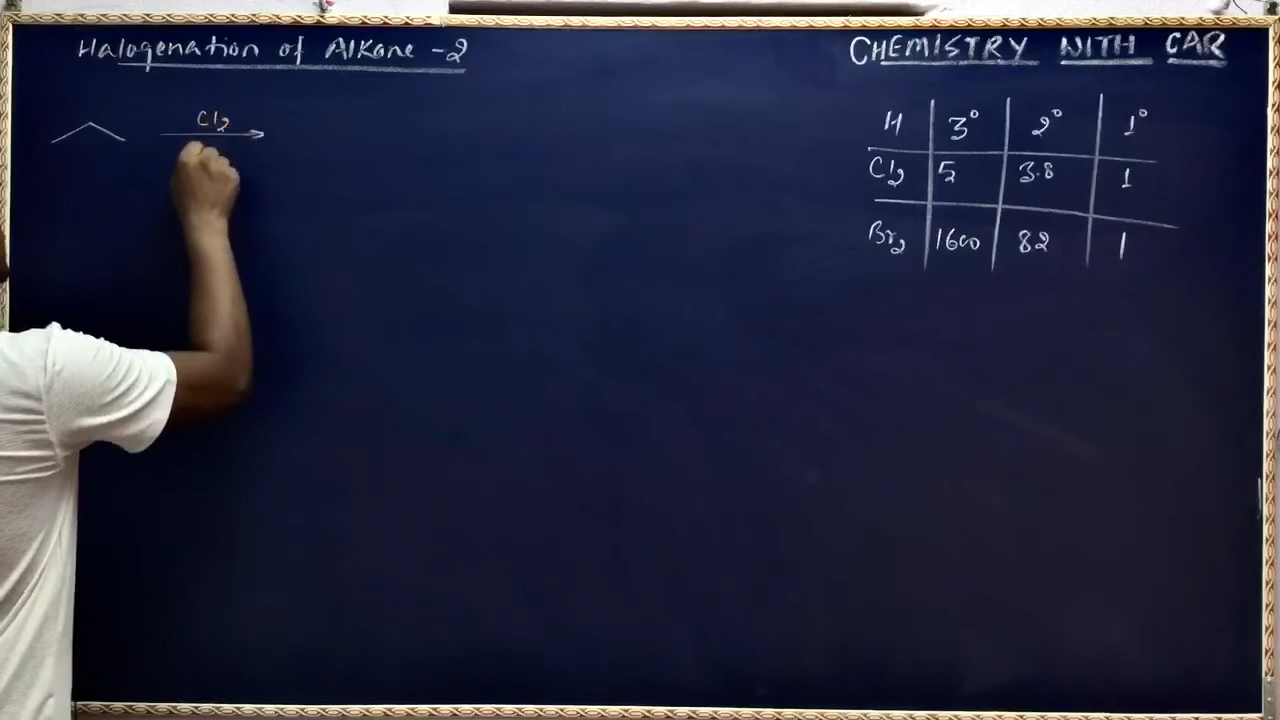 Halogenation of Alkane -2
CHEMISTRY WITH CAR
Cl2
H 3° 2° 1°
Cl2 5 3.8 1
Br2 1600 82 1